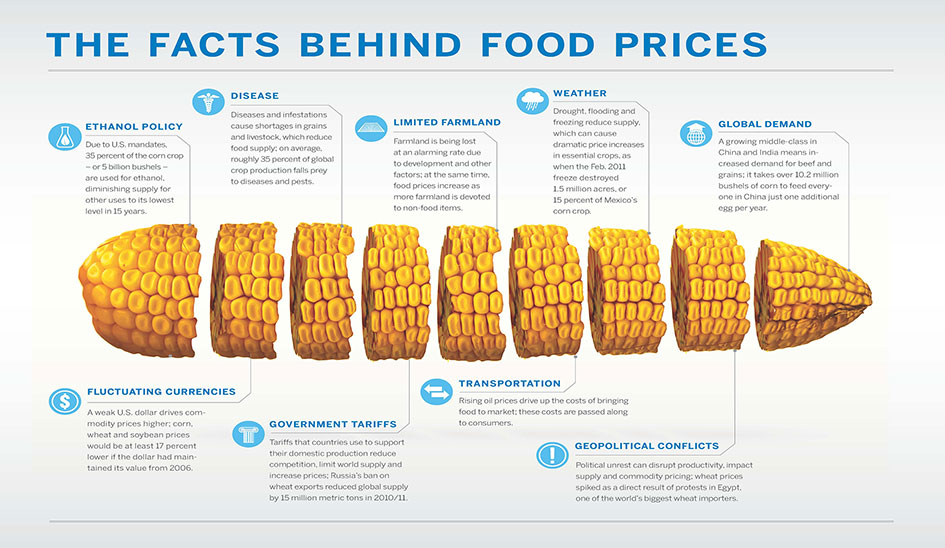 THE FACTS BEHIND FOOD PRICES
ETHANOL POLICY
Due to U.S. mandates,
35 percent of the corn crop
– or 5 billion bushels –
are used for ethanol,
diminishing supply for
other uses to its lowest
level in 15 years.
DISEASE
Diseases and infestations
cause shortages in grains
and livestock, which reduce
food supply; on average,
roughly 35 percent of global
crop production falls prey
to diseases and pests.
LIMITED FARMLAND
Farmland is being lost
at an alarming rate due
to development and other
factors; at the same time,
food prices increase as
more farmland is devoted
to non-food items.
WEATHER
Drought, flooding and
freezing reduce supply,
which can cause
dramatic price increases
in essential crops, as
when the Feb. 2011
freeze destroyed
1.5 million acres, or
15 percent of Mexico's
corn crop.
GLOBAL DEMAND
A growing middle-class in
China and India means in-
creased demand for beef and
grains; it takes over 10.2 million
bushels of corn to feed every-
one in China just one additional
egg per year.
$
FLUCTUATING CURRENCIES
A weak U.S. dollar drives com-
modity prices higher; corn,
wheat and soybean prices
would be at least 17 percent
lower if the dollar had main-
tained its value from 2006.
GOVERNMENT TARIFFS
Tariffs that countries use to support
their domestic production reduce
competition, limit world supply and
increase prices; Russia's ban on
wheat exports reduced global supply
by 15 million metric tons in 2010/11.
TRANSPORTATION
Rising oil prices drive up the costs of bringing
food to market; these costs are passed along
to consumers.
!
GEOPOLITICAL CONFLICTS
Political unrest can disrupt productivity, impact
supply and commodity pricing; wheat prices
spiked as a direct result of protests in Egypt,
one of the world's biggest wheat importers.